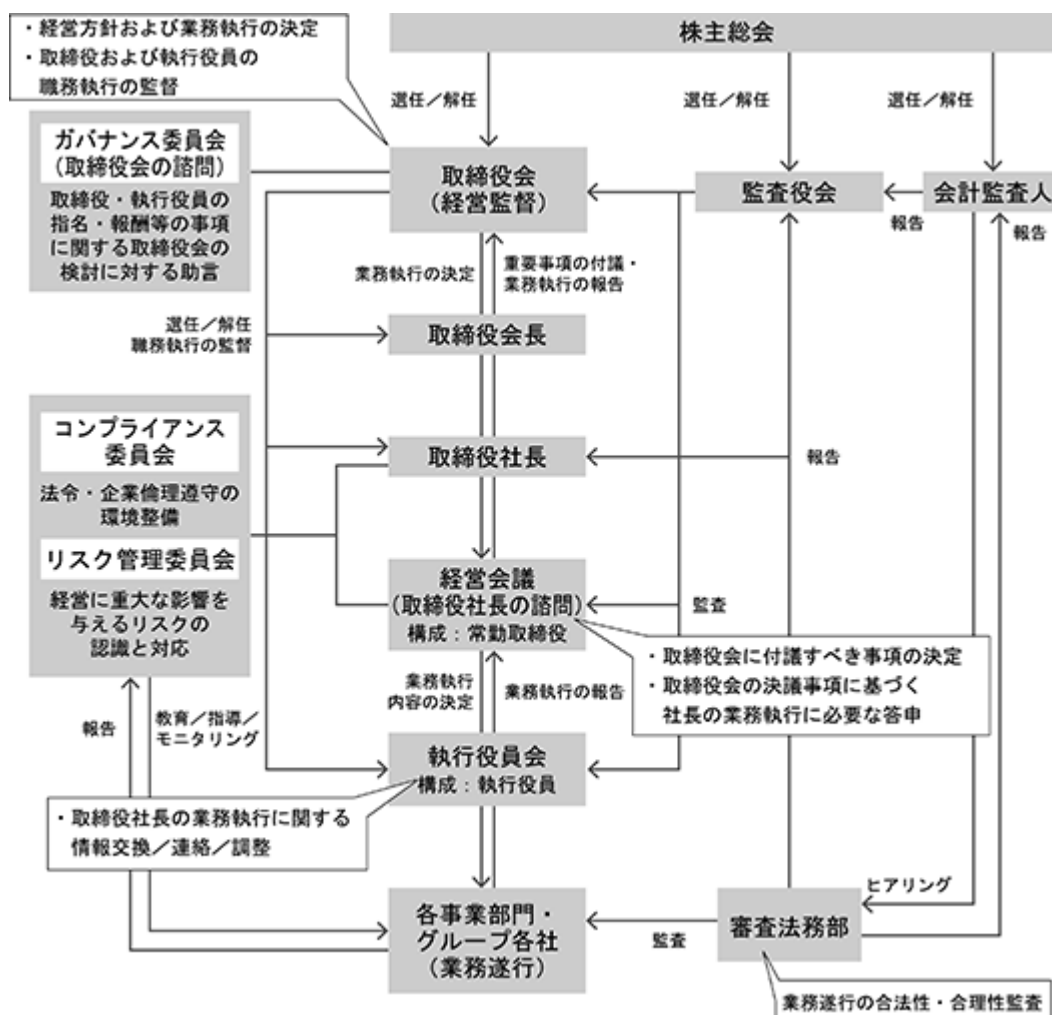 ・経営方針および業務執行の決定
・取締役および執行役員の
職務執行の監督
株主総会
選任／解任
選任／解任
選任／解任
ガバナンス委員会
(取締役会の諮問)
取締役・執行役員の
指名・報酬等の事項
に関する取締役会の
検討に対する助言
取締役会
(経営監督)
監査役会
会計監査人
報告
報告
業務執行の決定
重要事項の付議・
業務執行の報告
選任／解任
職務執行の監督
取締役会長
コンプライアンス
委員会
法令・企業倫理遵守の
環境整備
リスク管理委員会
経営に重大な影響を
与えるリスクの
認識と対応
取締役社長
報告
経営会議
(取締役社長の諮問)
構成：常勤取締役
監査
・取締役会に付議すべき事項の決定
・取締役会の決議事項に基づく
社長の業務執行に必要な答申
報告
教育／指導／
モニタリング
業務執行
内容の決定
業務執行の報告
執行役員会
構成：執行役員
・取締役社長の業務執行に関する
情報交換／連絡／調整
ヒアリング
各事業部門・
グループ各社
(業務遂行)
監査
審査法務部
業務遂行の合法性・合理性監査